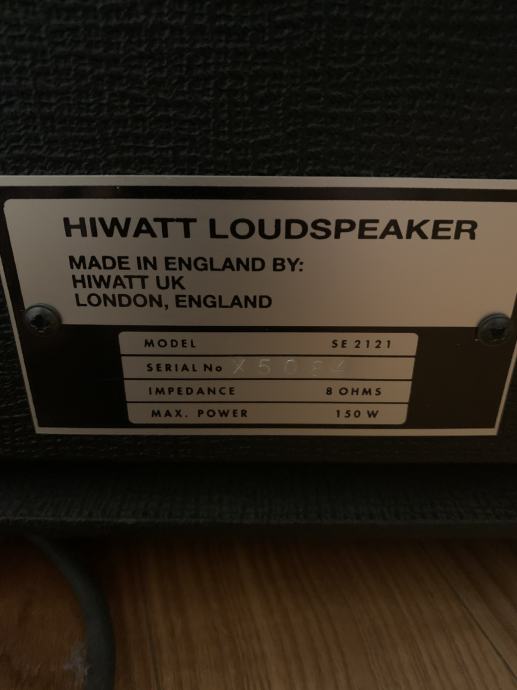 HIWATT LOUDSPEAKER
MADE IN ENGLAND BY:
HIWATT UK
LONDON, ENGLAND
MODEL SE 2121
SERIAL No
IMPEDANCE 8 OHMS
MAX. POWER 150 W